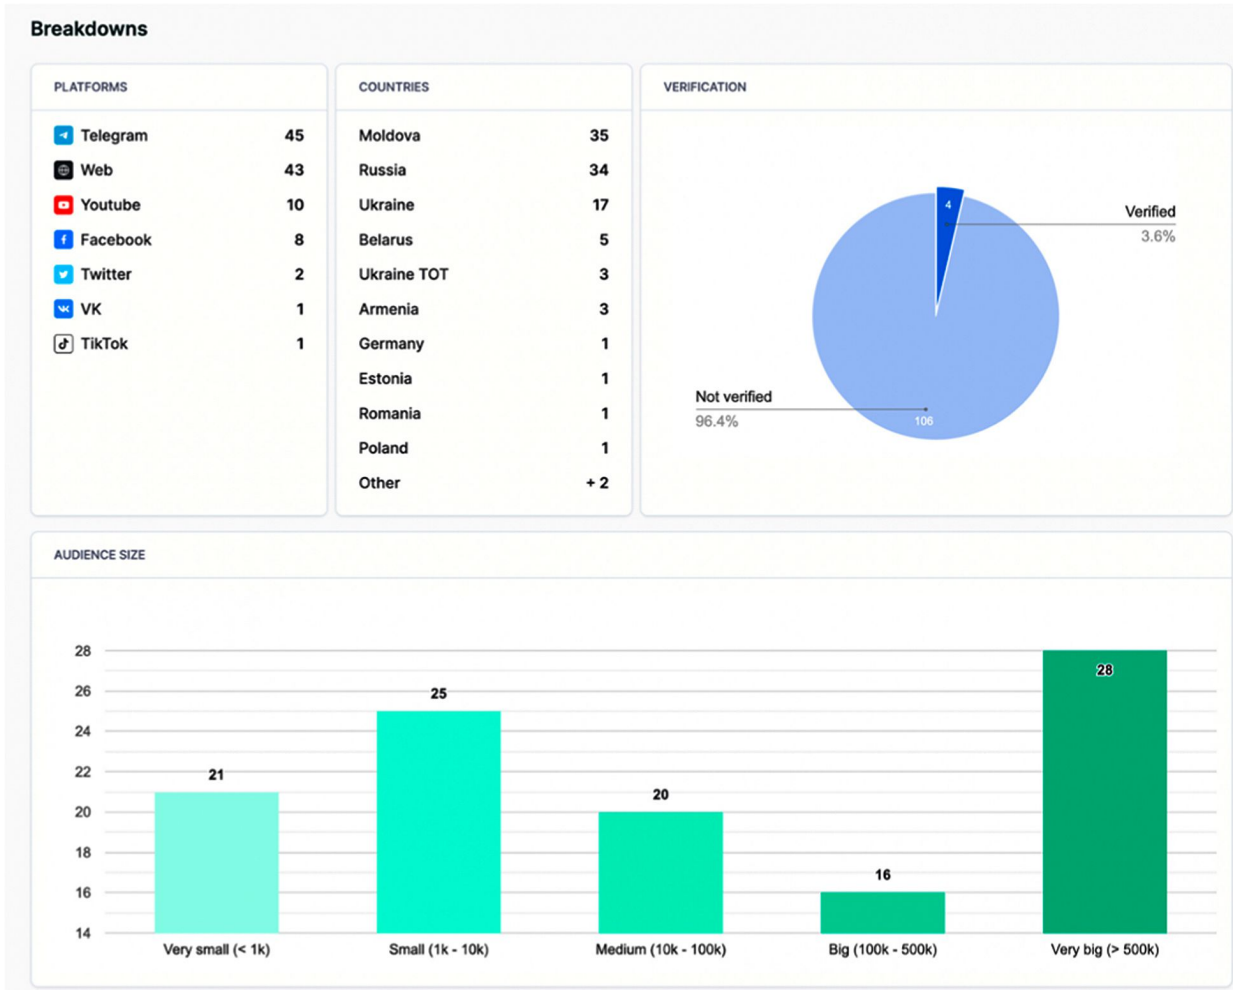 Breakdowns
PLATFORMS
Telegram 45
Web 43
Youtube 10
Facebook 8
Twitter 2
VK 1
TikTok 1
COUNTRIES
Moldova 35
Russia 34
Ukraine 17
Belarus 5
Ukraine TOT 3
Armenia 3
Germany 1
Estonia 1
Romania 1
Poland 1
Other + 2
VERIFICATION
4
Verified
3.6%
Not verified
96.4%
106
AUDIENCE SIZE
28
26
24
22
20
18
16
14
21
25
20
16
28
Very small (< 1k)
Small (1k - 10k)
Medium (10k - 100k)
Big (100k - 500k)
Very big (> 500k)